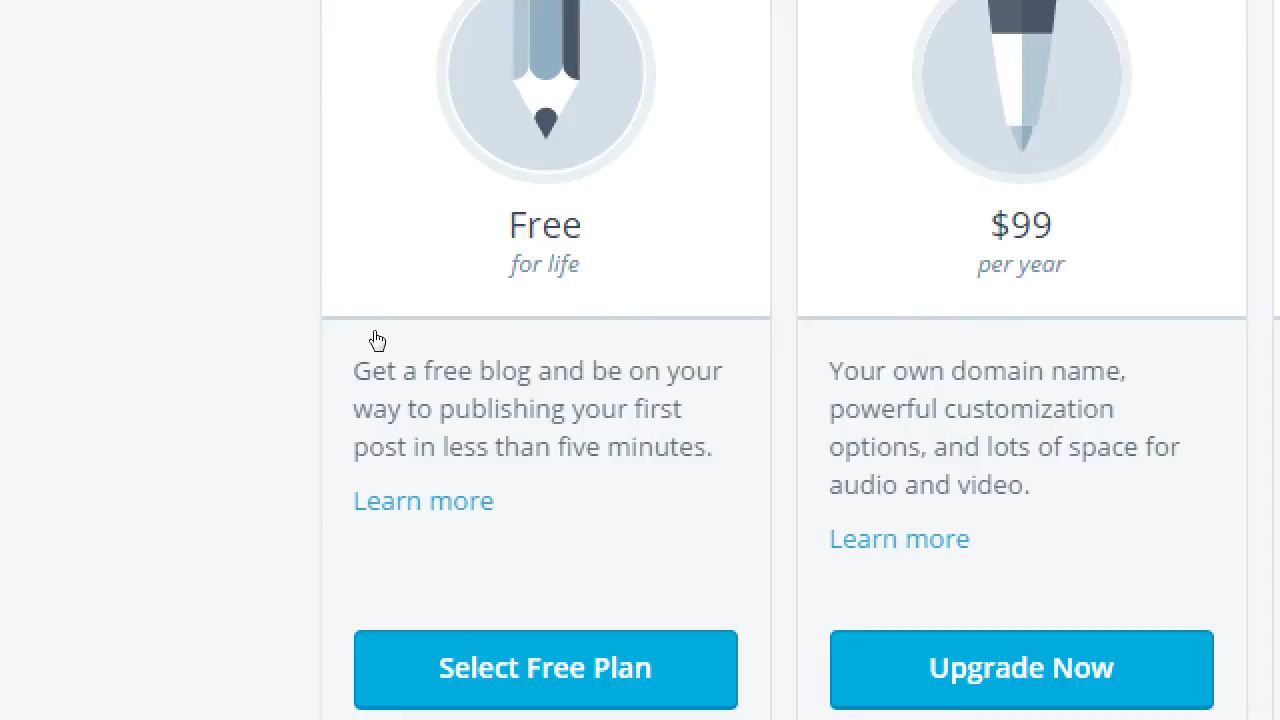 Free
for life
Get a free blog and be on your
way to publishing your first
post in less than five minutes.
Learn more
Select Free Plan
$99
per year
Your own domain name,
powerful customization
options, and lots of space for
audio and video.
Learn more
Upgrade Now